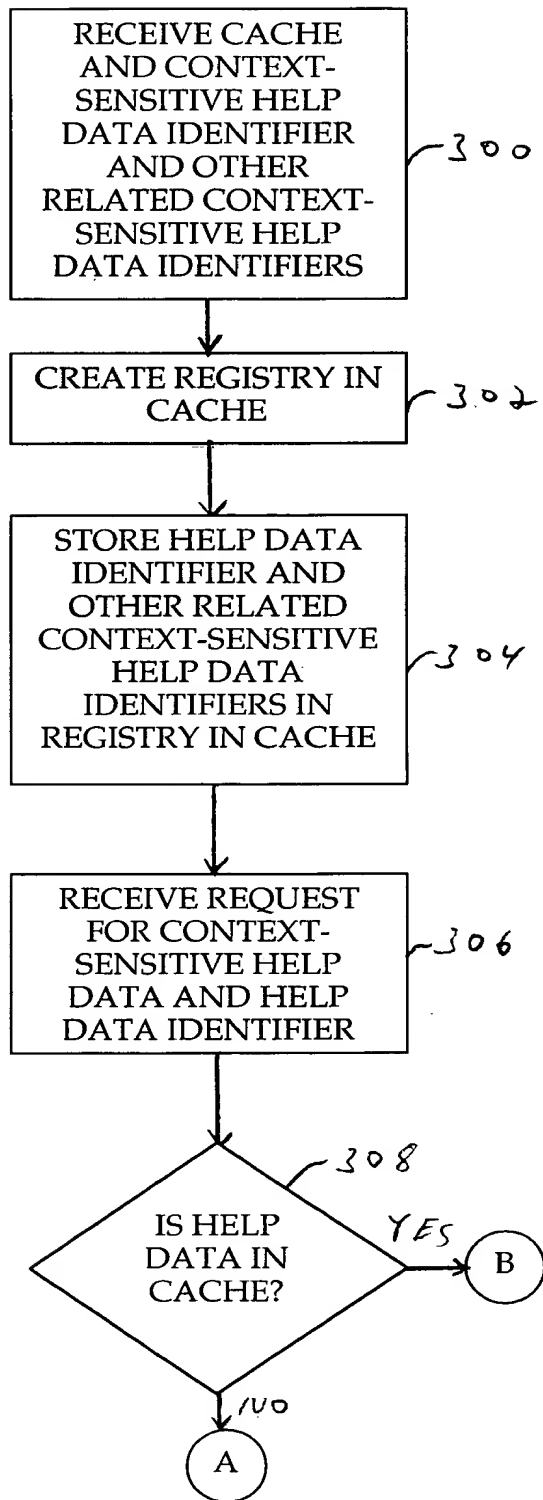 RECEIVE CACHE
AND CONTEXT-
SENSITIVE HELP
DATA IDENTIFIER
AND OTHER
RELATED CONTEXT-
SENSITIVE HELP
DATA IDENTIFIERS
300
CREATE REGISTRY IN
CACHE
302
STORE HELP DATA
IDENTIFIER AND
OTHER RELATED
CONTEXT-SENSITIVE
HELP DATA
IDENTIFIERS IN
REGISTRY IN CACHE
304
RECEIVE REQUEST
FOR CONTEXT-
SENSITIVE HELP
DATA AND HELP
DATA IDENTIFIER
306
308
IS HELP
DATA IN
CACHE?
YES
B
NO
A